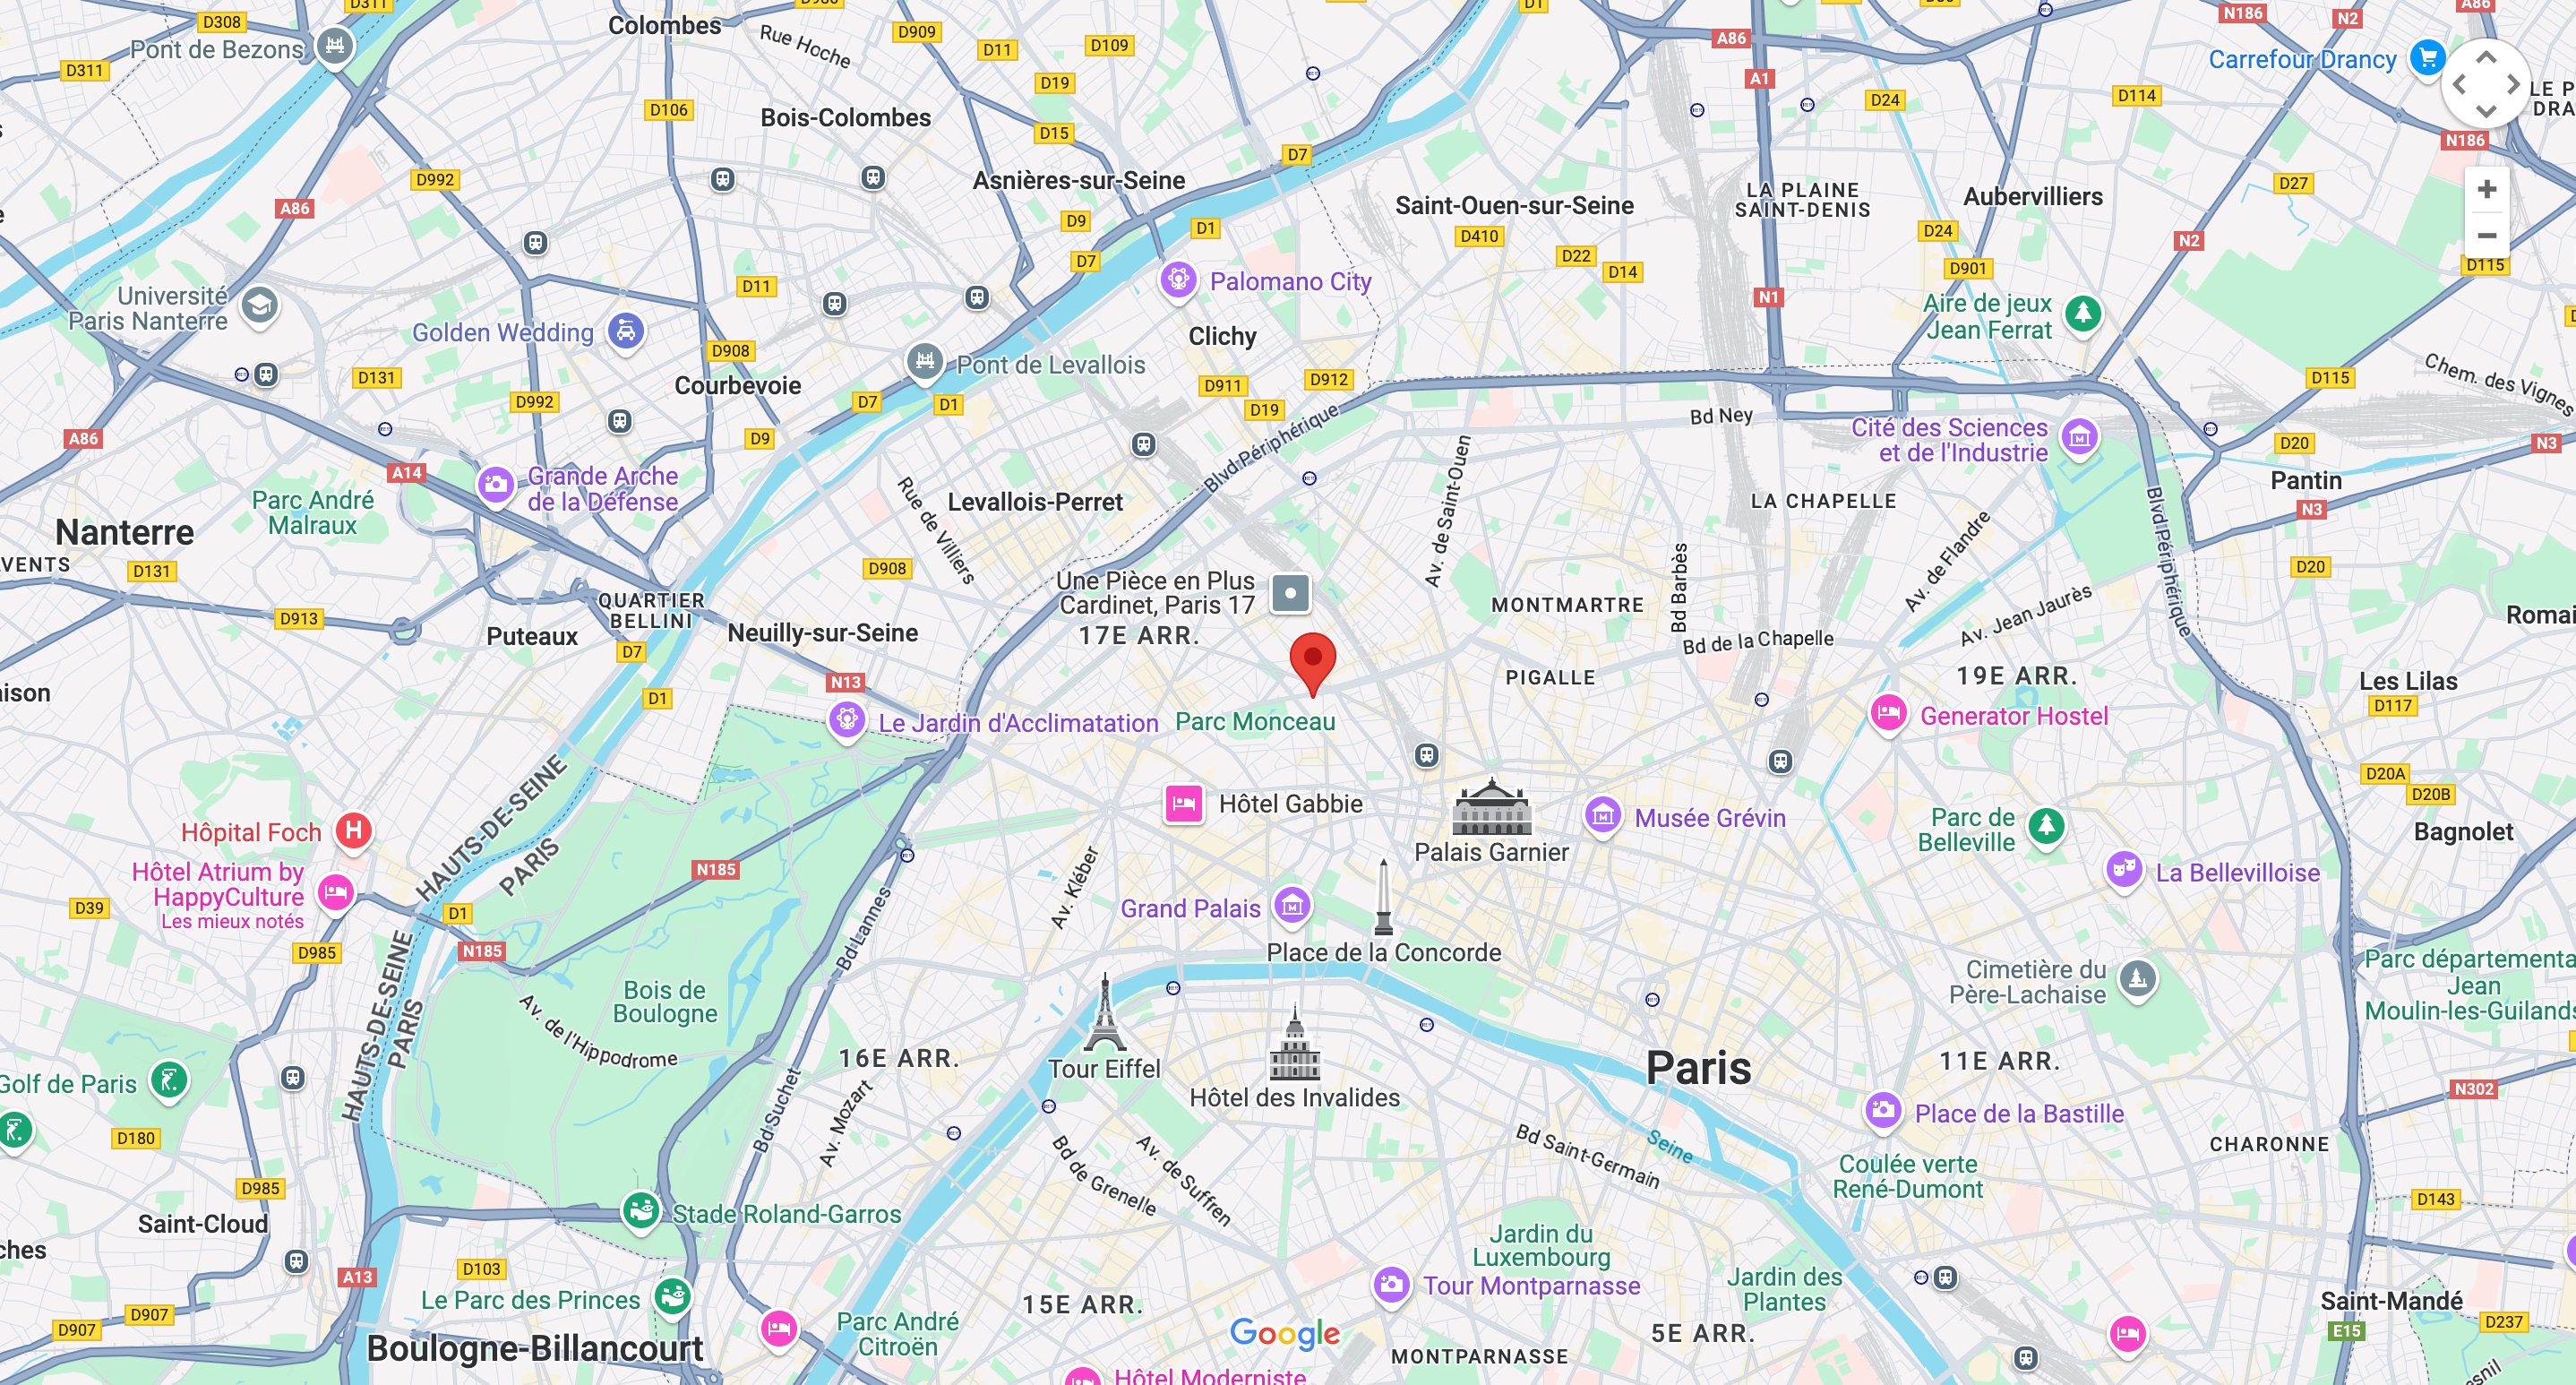 D308
D311
Colombes
D986
D1
N186
N2
A86
Pont de Bezons
Rue Hoche
D909
D11
D109
A86
Carrefour Drancy
D311
D19
A1
D24
D114
LE P
DRA
D106
Bois-Colombes
D15
D7
N186
D992
Asnières-sur-Seine
LA PLAINE
SAINT-DENIS
Aubervilliers
D27
A86
D9
D1
Saint-Ouen-sur-Seine
D410
D24
N2
D7
D22
D14
D901
D115
Université
Paris Nanterre
D11
Palomano City
N1
Aire de jeux
Jean Ferrat
Golden Wedding
D908
Clichy
Pont de Levallois
D131
Courbevoie
D911
D912
D115
Chem. des Vignes
D992
D7
D1
D19
Bd Ney
A86
D9
Blvd Périphérique
Cité des Sciences
et de l'Industrie
D20
N3
A14
Grande Arche
de la Défense
Rue de Villiers
Av. de Saint-Ouen
Pantin
Parc André
Malraux
Levallois-Perret
LA CHAPELLE
N3
Nanterre
Blvd Périphérique
VENTS
D131
D908
Une Pièce en Plus
Cardinet, Paris 17
Bd Barbès
Av. de Flandre
D20
QUARTIER
BELLINI
MONTMARTRE
Av. Jean Jaurès
Romai
D913
Puteaux
Neuilly-sur-Seine
17E ARR.
Bd de la Chapelle
D7
PIGALLE
19E ARR.
Les Lilas
aison
N13
D1
D117
Le Jardin d'Acclimatation
Parc Monceau
Generator Hostel
HAUTS-DE-SEINE
PARIS
D20A
D20B
Hôtel Gabbie
Musée Grévin
Parc de
Belleville
Bagnolet
Hôpital Foch
Palais Garnier
Hôtel Atrium by
HappyCulture
Les mieux notés
N185
Av. Kléber
La Bellevilloise
D39
D1
Bd Lannes
Grand Palais
D985
N185
Place de la Concorde
Parc départementa
Jean
Moulin-les-Guilands
HAUTS-DE-SEINE
PARIS
Bois de
Boulogne
Cimetière du
Père-Lachaise
Av. de l'Hippodrome
16E ARR.
Tour Eiffel
Paris
11E ARR.
Golf de Paris
Bd Suchet
Av. Mozart
Hôtel des Invalides
N302
D180
Place de la Bastille
Bd de Grenelle
Av. de Suffren
Bd Saint-Germain
Seine
CHARONNE
D985
Coulée verte
René-Dumont
D143
Saint-Cloud
Stade Roland-Garros
ches
Jardin du
Luxembourg
A13
D103
Tour Montparnasse
Jardin des
Plantes
Le Parc des Princes
15E ARR.
Saint-Mandé
D907
D907
Parc André
Citroën
Google
5E ARR.
E15
D237
Boulogne-Billancourt
MONTPARNASSE
Hôtel Moderniste
esnil